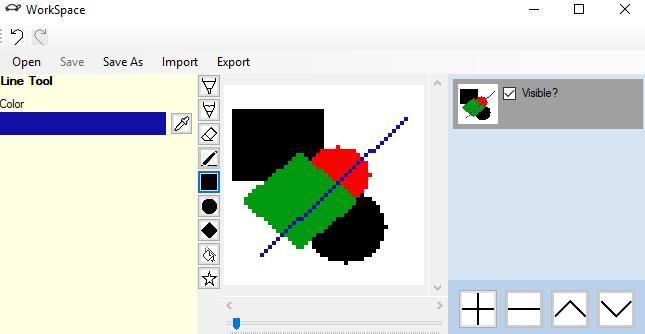 WorkSpace
Open Save Save As Import Export
Line Tool
Color
Visible?